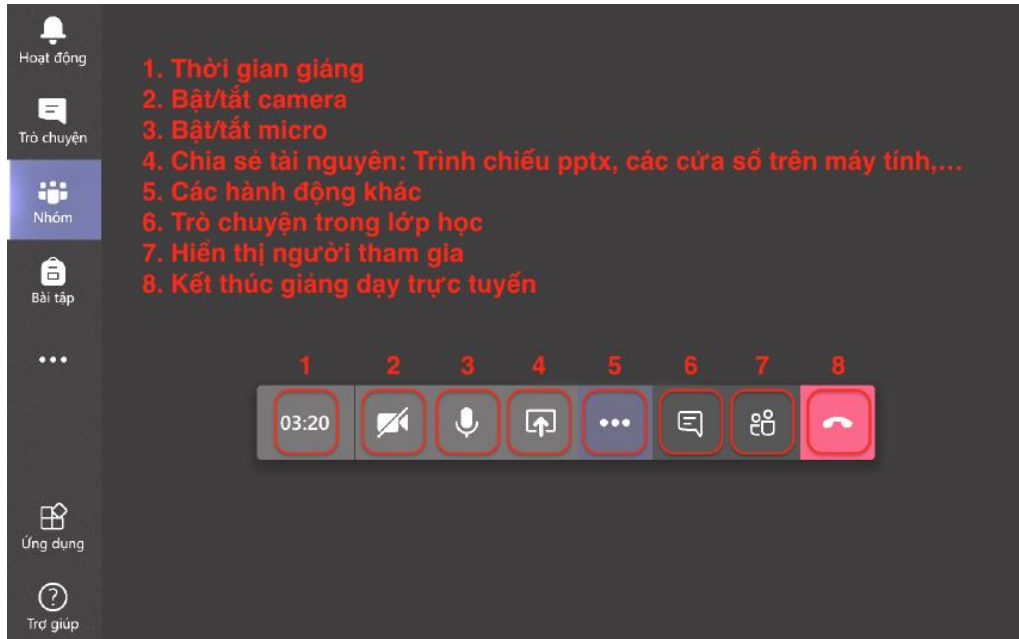 Hoạt động
Trò chuyện
Nhóm
Bài tập
Ứng dụng
Trợ giúp
1. Thời gian giảng
2. Bật/tắt camera
3. Bật/tắt micro
4. Chia sẻ tài nguyên: Trình chiếu pptx, các cửa sổ trên máy tính,...
5. Các hành động khác
6. Trò chuyện trong lớp học
7. Hiển thị người tham gia
8. Kết thúc giảng dạy trực tuyến
1 2 3 4 5 6 7 8
03:20